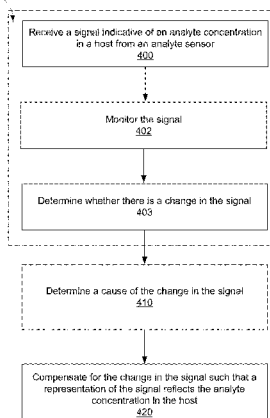 Receive a signal indicative of an analyte concentration
in a host from an analyte sensor
400
Monitor the signal
402
Determine whether there is a change in the signal
403
Determine a cause of the change in the signal
410
Compensate for the change in the signal such that a
representation of the signal reflects the analyte
concentration in the host
420